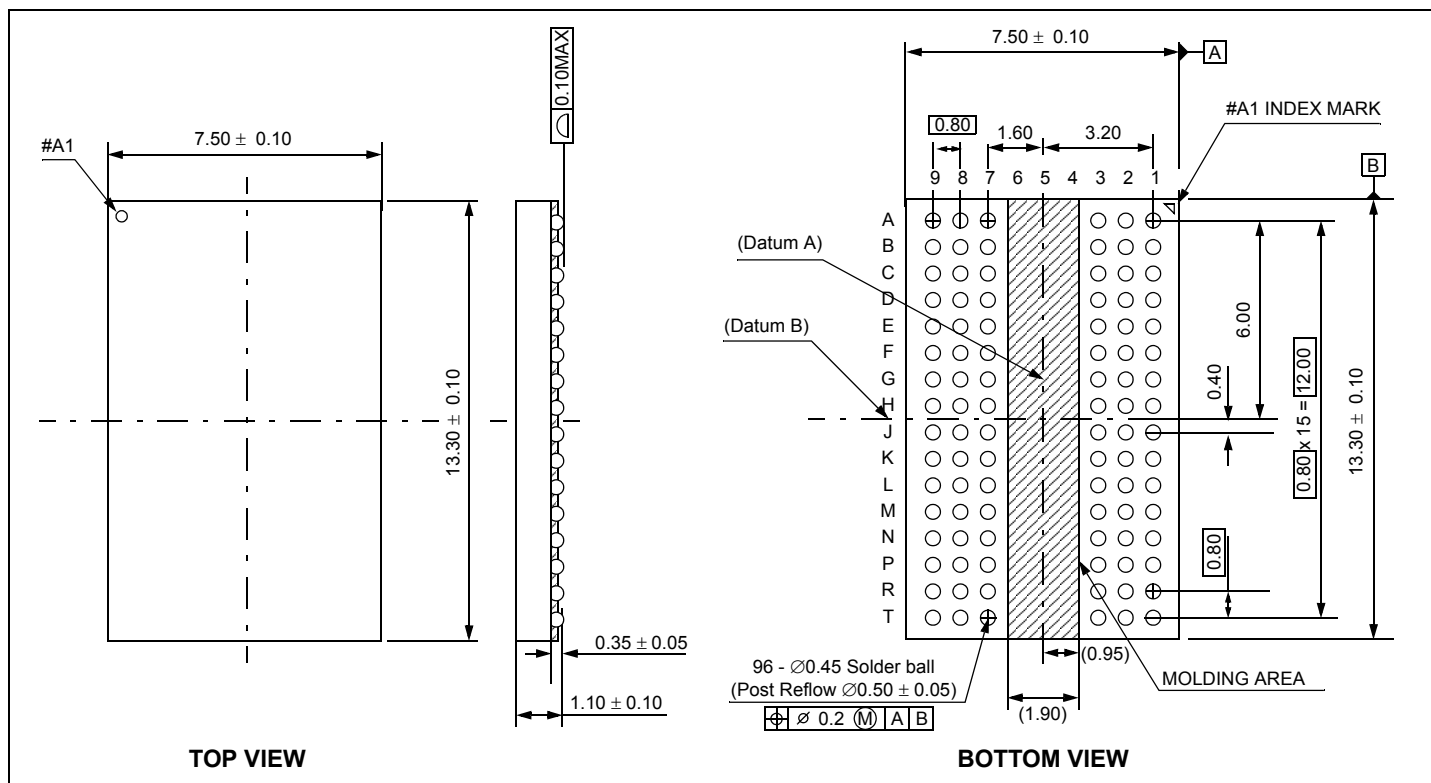 #A1
7.50 ± 0.10
13.30 ± 0.10
TOP VIEW
0.10MAX
0.35 ± 0.05
1.10 ± 0.10
7.50 ± 0.10
A
#A1 INDEX MARK
0.80
1.60
3.20
B
9 8 7 6 5 4 3 2 1
A
B
C
D
E
F
G
H
J
K
L
M
N
P
R
T
(Datum A)
(Datum B)
6.00
0.40
0.80 x 15 = 12.00
13.30 ± 0.10
0.80
(0.95)
MOLDING AREA
(1.90)
96 - ∅0.45 Solder ball
(Post Reflow ∅0.50 ± 0.05)
⌖ ⌀ 0.2 Ⓜ A B
BOTTOM VIEW